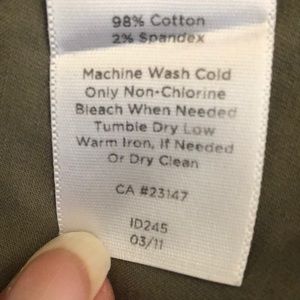 98% Cotton
2% Spandex
Machine Wash Cold
Only Non-Chlorine
Bleach When Needed
Tumble Dry Low
Warm Iron, If Needed
Or Dry Clean
CA #23147
ID245
03/11